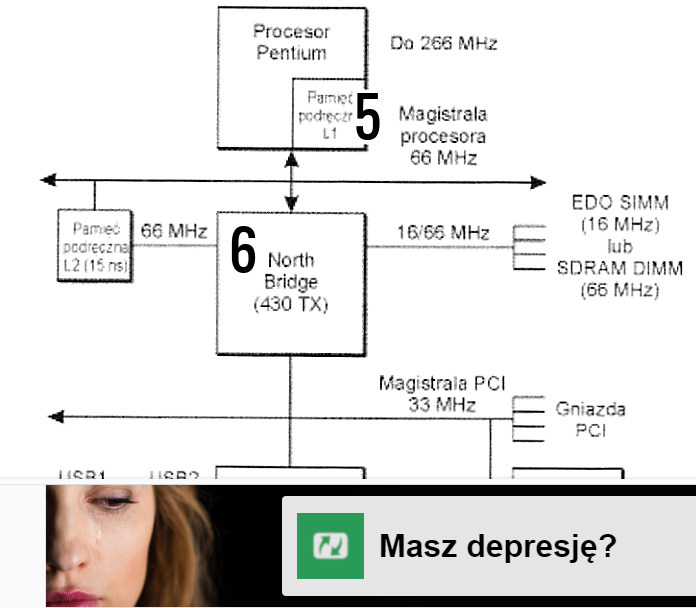 Procesor
Pentium
Do 266 MHz
Pamięć
podręczn
L1
5
Magistrala
procesora
66 MHz
Pamięć
podręczna
L2 (15 ns)
66 MHz
6
North
Bridge
(430 TX)
16/66 MHz
EDO SIMM
(16 MHz)
lub
SDRAM DIMM
(66 MHz)
Magistrala PCI
33 MHz
Gniazda
PCI
USB1
USB2
Masz depresję?